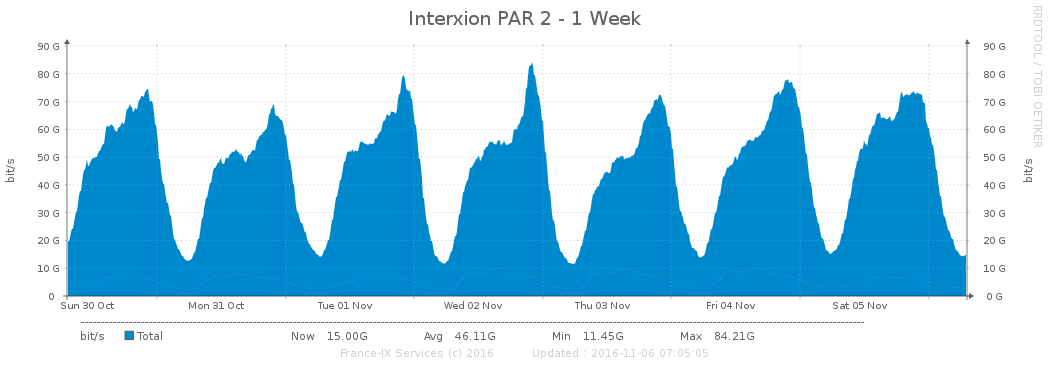 Interxion PAR 2 - 1 Week
RRDTOOL / TOBI OETIKER
bit/s
90 G 90 G
80 G 80 G
70 G 70 G
60 G 60 G
50 G 50 G
40 G 40 G
30 G 30 G
20 G 20 G
10 G 10 G
0 0 G
bit/s
Sun 30 Oct Mon 31 Oct Tue 01 Nov Wed 02 Nov Thu 03 Nov Fri 04 Nov Sat 05 Nov
bit/s Total Now 15.00G Avg 46.11G Min 11.45G Max 84.21G
France-IX Services (c) 2016 Updated : 2016-11-06 07:05:05